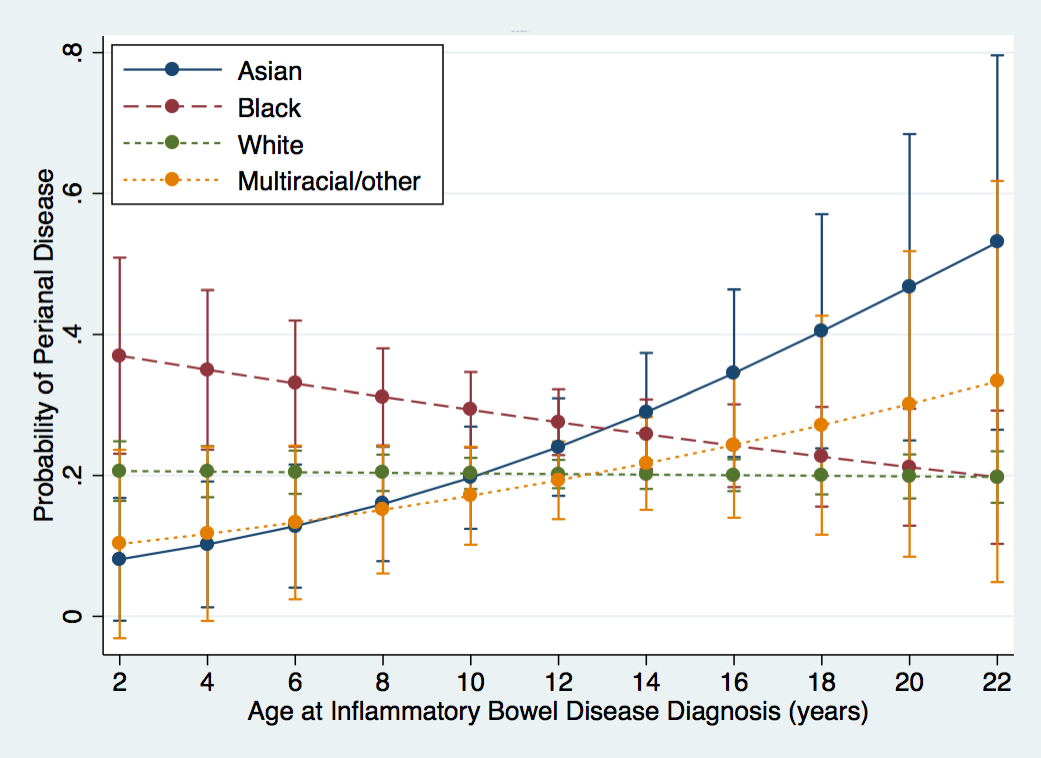 Asian
Black
White
Multiracial/other
Probability of Perianal Disease
.8
.6
.4
.2
0
2 4 6 8 10 12 14 16 18 20 22
Age at Inflammatory Bowel Disease Diagnosis (years)